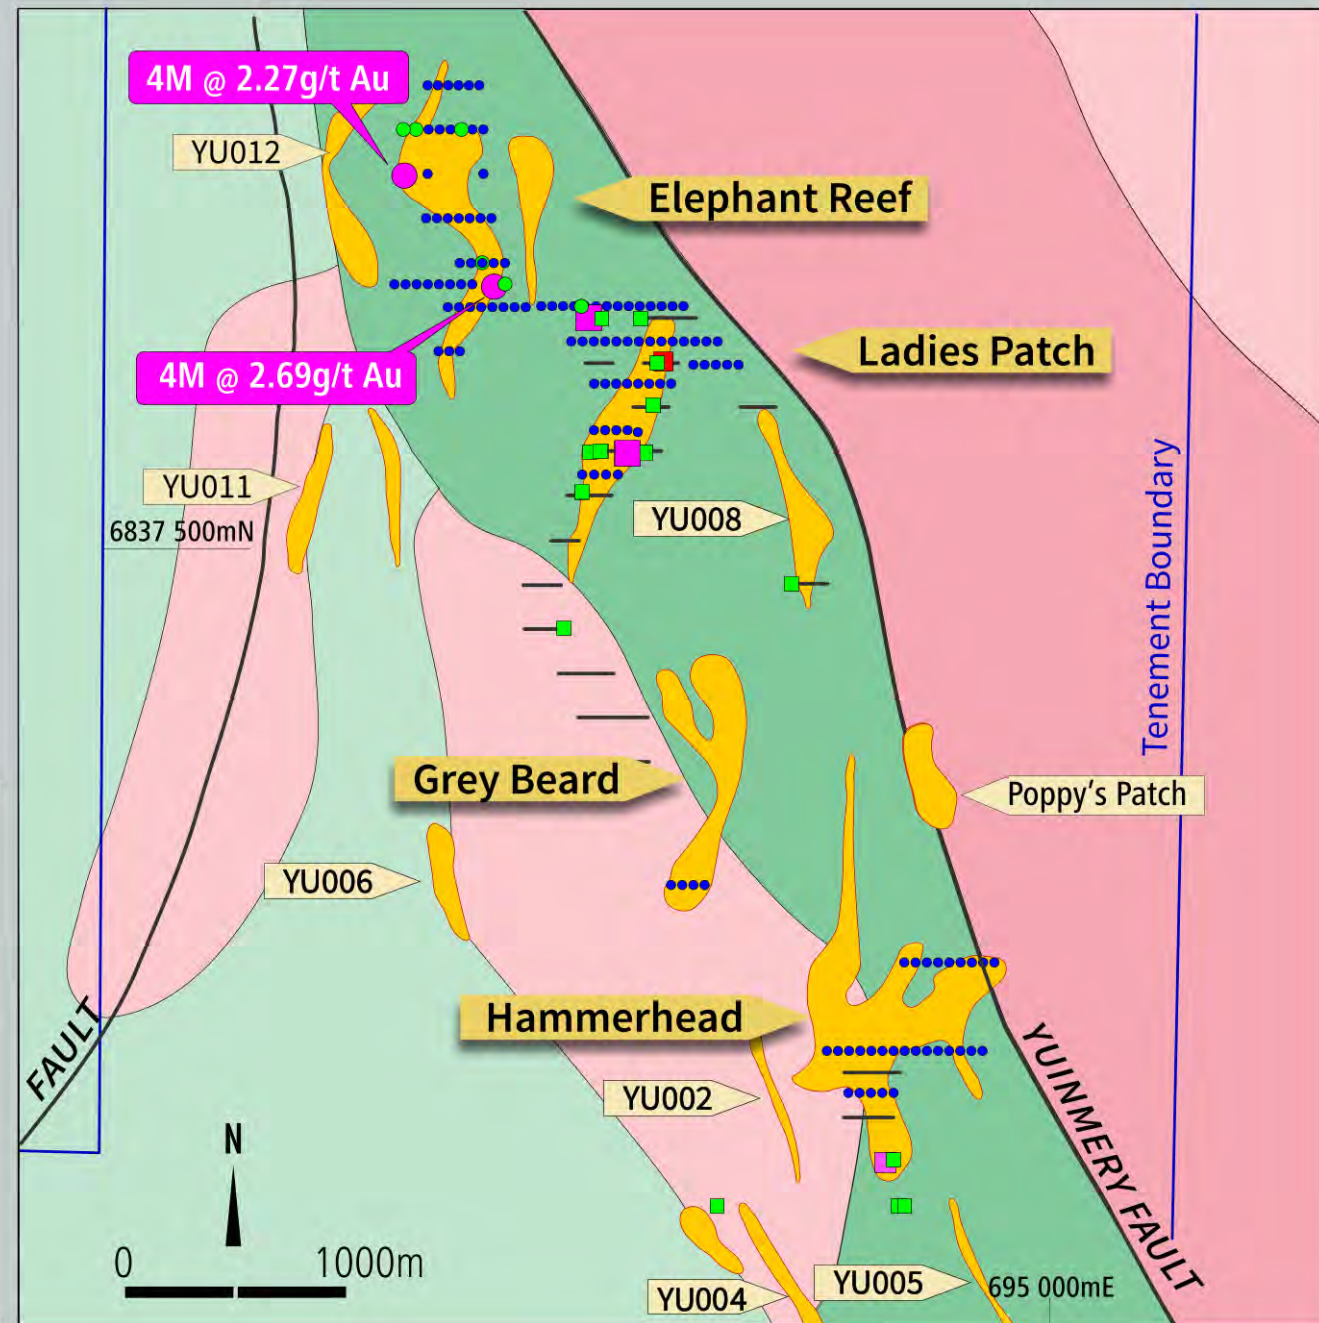 4M @ 2.27g/t Au
YU012
Elephant Reef
Ladies Patch
4M @ 2.69g/t Au
YU011
YU008
6837 500mN
Tenement Boundary
Grey Beard
Poppy's Patch
YU006
Hammerhead
FAULT
YU002
YUINMERY FAULT
N
0 1000m
YU004
YU005
695 000mE